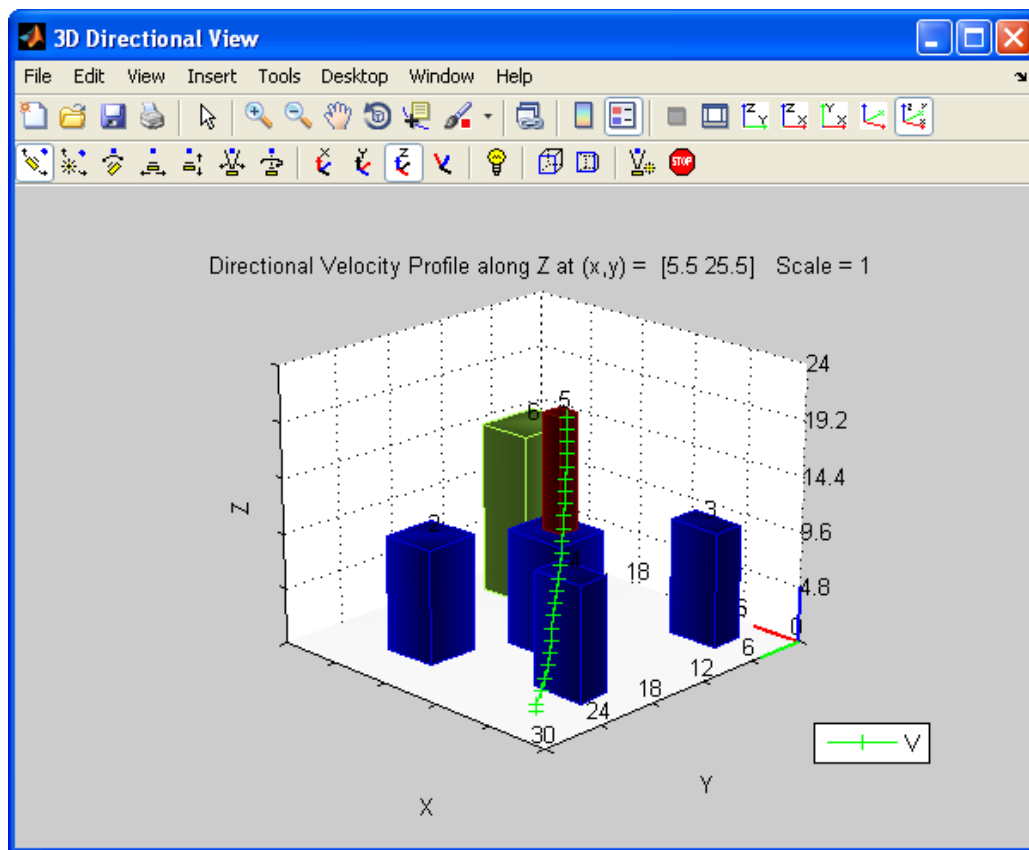 3D Directional View
File Edit View Insert Tools Desktop Window Help
Z Y Z X Y X Z Y X
X Y Z
STOP
Directional Velocity Profile along Z at (x,y) = [5.5 25.5] Scale = 1
24
19.2
14.4
9.6
4.8
Z
6 5
3
18
0
6
12
18
24
30
X
Y
V